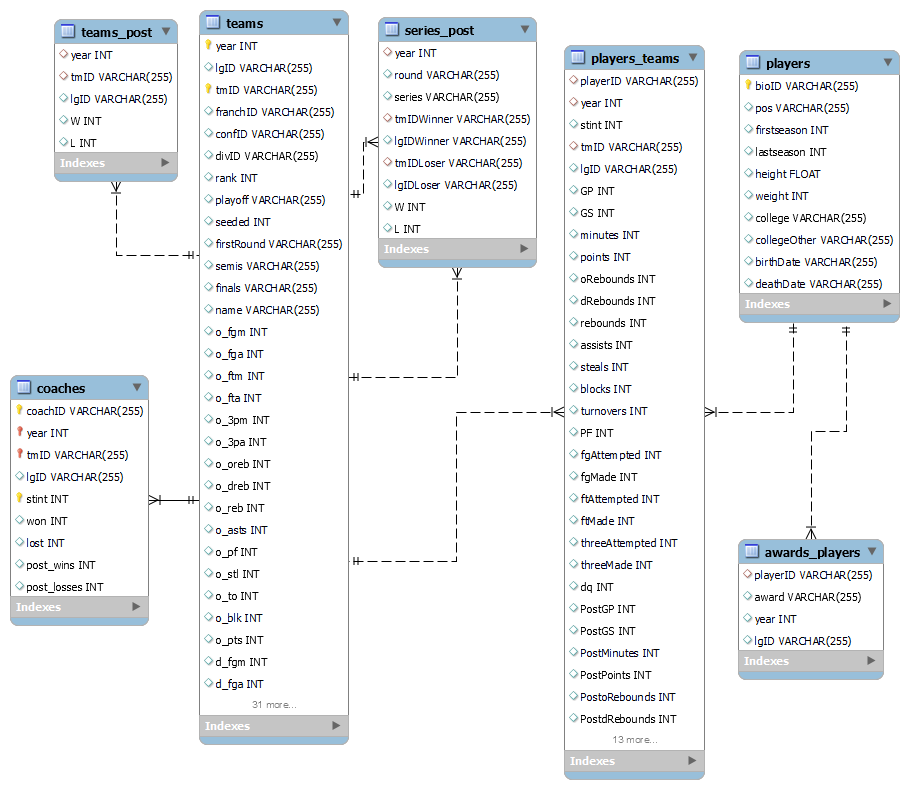 teams_post
year INT
tmID VARCHAR(255)
lgID VARCHAR(255)
W INT
L INT
Indexes
teams
year INT
lgID VARCHAR(255)
tmID VARCHAR(255)
franchID VARCHAR(255)
confID VARCHAR(255)
divID VARCHAR(255)
rank INT
playoff VARCHAR(255)
seeded INT
firstRound VARCHAR(255)
semis VARCHAR(255)
finals VARCHAR(255)
name VARCHAR(255)
o_fgm INT
o_fga INT
o_ftm INT
o_fta INT
o_3pm INT
o_3pa INT
o_oreb INT
o_dreb INT
o_reb INT
o_asts INT
o_pf INT
o_stl INT
o_to INT
o_blk INT
o_pts INT
d_fgm INT
d_fga INT
31 more...
Indexes
series_post
year INT
round VARCHAR(255)
series VARCHAR(255)
tmIDWinner VARCHAR(255)
lgIDWinner VARCHAR(255)
tmIDLoser VARCHAR(255)
lgIDLoser VARCHAR(255)
W INT
L INT
Indexes
players_teams
playerID VARCHAR(255)
year INT
stint INT
tmID VARCHAR(255)
lgID VARCHAR(255)
GP INT
GS INT
minutes INT
points INT
oRebounds INT
dRebounds INT
rebounds INT
assists INT
steals INT
blocks INT
turnovers INT
PF INT
fgAttempted INT
fgMade INT
ftAttempted INT
ftMade INT
threeAttempted INT
threeMade INT
dq INT
PostGP INT
PostGS INT
PostMinutes INT
PostPoints INT
PostoRebounds INT
PostdRebounds INT
13 more...
Indexes
players
bioID VARCHAR(255)
pos VARCHAR(255)
firstseason INT
lastseason INT
height FLOAT
weight INT
college VARCHAR(255)
collegeOther VARCHAR(255)
birthDate VARCHAR(255)
deathDate VARCHAR(255)
Indexes
coaches
coachID VARCHAR(255)
year INT
tmID VARCHAR(255)
lgID VARCHAR(255)
stint INT
won INT
lost INT
post_wins INT
post_losses INT
Indexes
awards_players
playerID VARCHAR(255)
award VARCHAR(255)
year INT
lgID VARCHAR(255)
Indexes